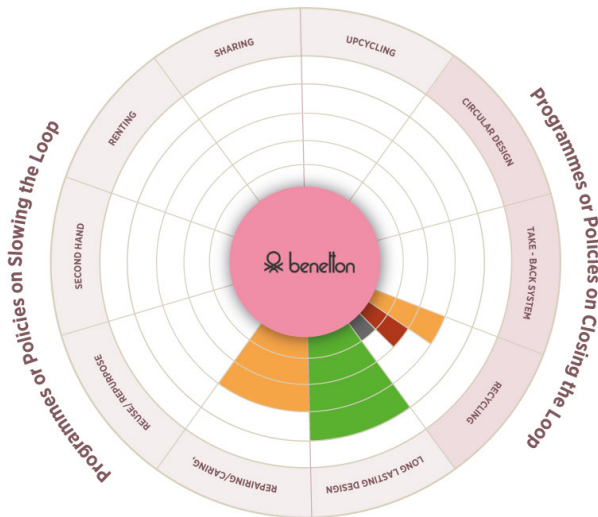 SHARING
UPCYCLING
CIRCULAR DESIGN
TAKE - BACK SYSTEM
RECYCLING
LONG LASTING DESIGN
REPAIRING/CARING,
REUSE/ REPURPOSE
SECOND HAND
RENTING
Programmes or Policies on Slowing the Loop
Programmes or Policies on Closing the Loop
benetton